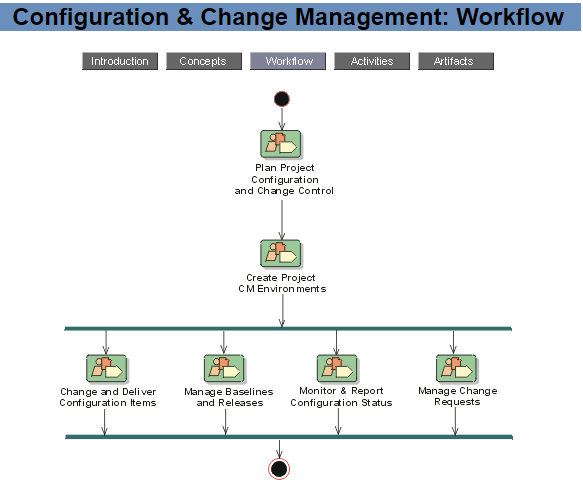 Configuration & Change Management: Workflow
Introduction
Concepts
Workflow
Activities
Artifacts
Plan Project
Configuration
and Change Control
Create Project
CM Environments
Change and Deliver
Configuration Items
Manage Baselines
and Releases
Monitor & Report
Configuration Status
Manage Change
Requests